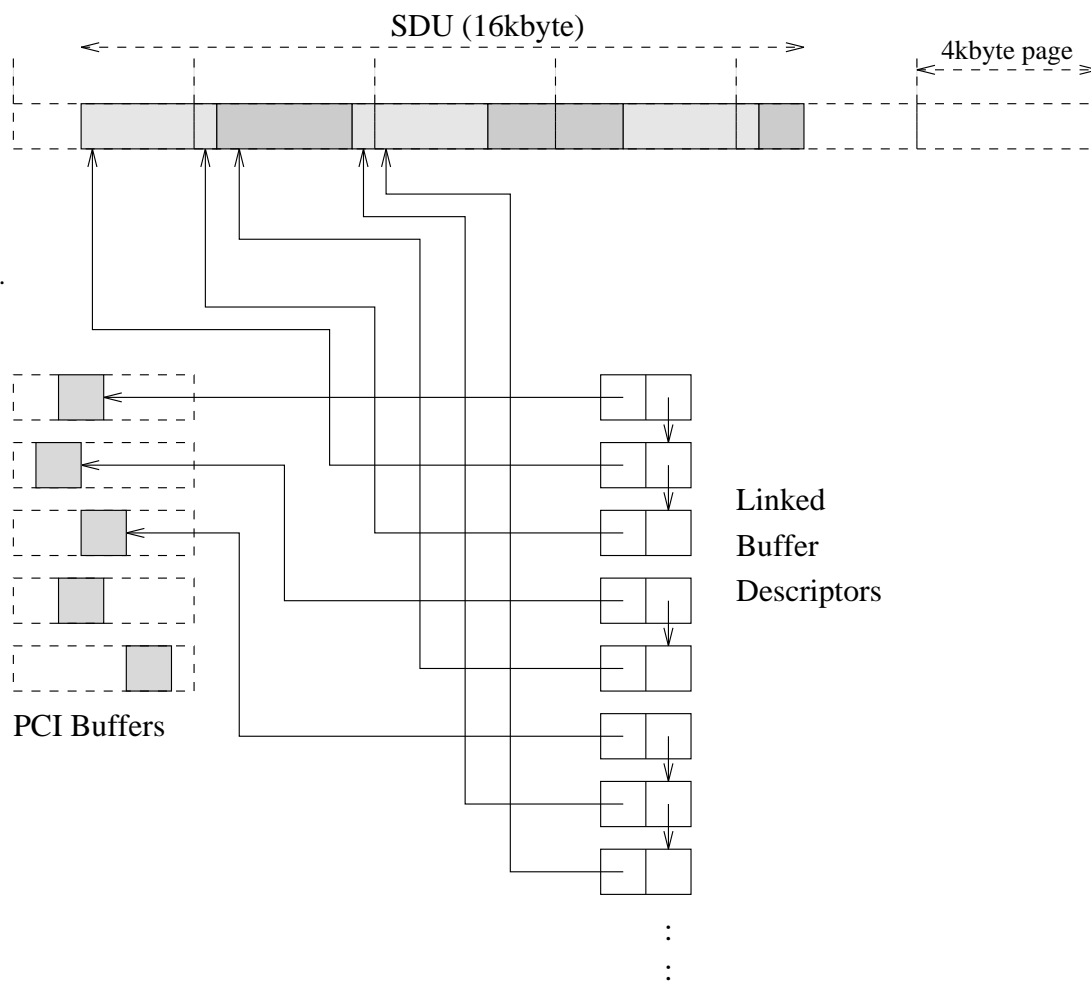 SDU (16kbyte)
4kbyte page
.
Linked
Buffer
Descriptors
PCI Buffers
:
: